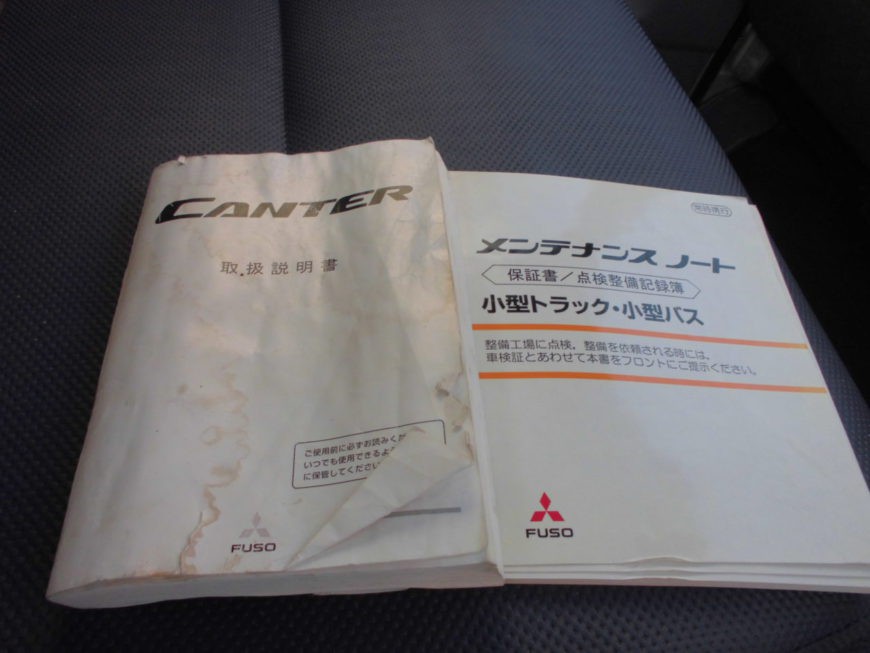 CANTER
取扱説明書
ご使用前に必ずお読みくだ
いつでも使用できるよ
に保管してください
FUSO
常時携行
メンテナンス ノート
保証書/点検整備記録簿
小型トラック・小型バス
整備工場に点検、整備を依頼される時には、
車検証とあわせて本書をフロントにご提示ください。
FUSO